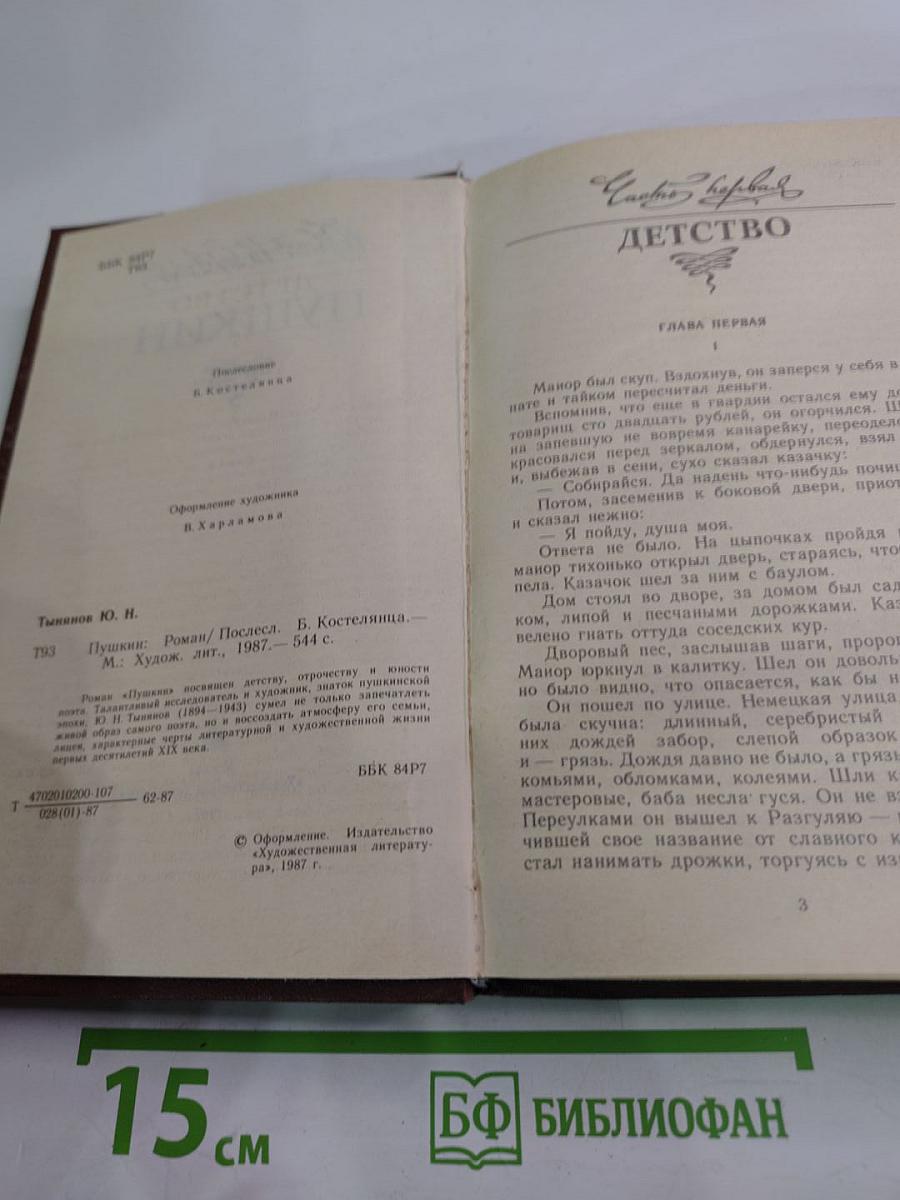 ББК 84Р7
Т93
Послесловие
Б. Костелянца
Оформление художника
В. Харламова
Тынянов Ю. Н.
Т93 Пушкин: Роман/ Послесл. Б. Костелянца.—
М.: Худож. лит., 1987.— 544 с.
Роман «Пушкин» посвящен детству, отрочеству и юности
поэта. Талантливый исследователь и художник, знаток пушкинской
эпохи, Ю. Н. Тынянов (1894—1943) сумел не только запечатлеть
живой образ самого поэта, но и воссоздать атмосферу его семьи,
лицея, характерные черты литературной и художественной жизни
первых десятилетий XIX века.
Т 4702010200-107 62-87
028(01)-87
ББК 84Р7
© Оформление. Издательство
«Художественная литерату-
ра», 1987 г.
Часть первая
ДЕТСТВО
ГЛАВА ПЕРВАЯ
I
Майор был скуп. Вздохнув, он заперся у себя в
нате и тайком пересчитал деньги.
Вспомнив, что еще в гвардии остался ему до
товарищ сто двадцать рублей, он огорчился. Ш
на запевшую не вовремя канарейку, переодел
красовался перед зеркалом, обдернулся, взял
и, выбежав в сени, сухо сказал казачку:
— Собирайся. Да надень что-нибудь почищ
Потом, засеменив к боковой двери, приот
и сказал нежно:
— Я пойду, душа моя.
Ответа не было. На цыпочках пройдя
майор тихонько открыл дверь, стараясь, что
пела. Казачок шел за ним с баулом.
Дом стоял во дворе, за домом был сад
ком, липой и песчаными дорожками. Каз
велено гнать оттуда соседских кур.
Дворовый пес, заслышав шаги, проро
Майор юркнул в калитку. Шел он доволь
но было видно, что опасается, как бы н
Он пошел по улице. Немецкая улица
была скучна: длинный, серебристый
них дождей забор, слепой образок
и — грязь. Дождя давно не было, а грязь
комьями, обломками, колеями. Шли к
мастеровые, баба несла гуся. Он не вз
Переулками он вышел к Разгуляю —
чившей свое название от славного к
стал нанимать дрожки, торгуясь с из
3
15 см
БФ БИБЛИОФАН